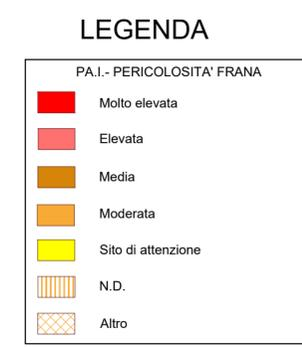 LEGENDA
PA.I.- PERICOLOSITA' FRANA
Molto elevata
Elevata
Media
Moderata
Sito di attenzione
N.D.
Altro